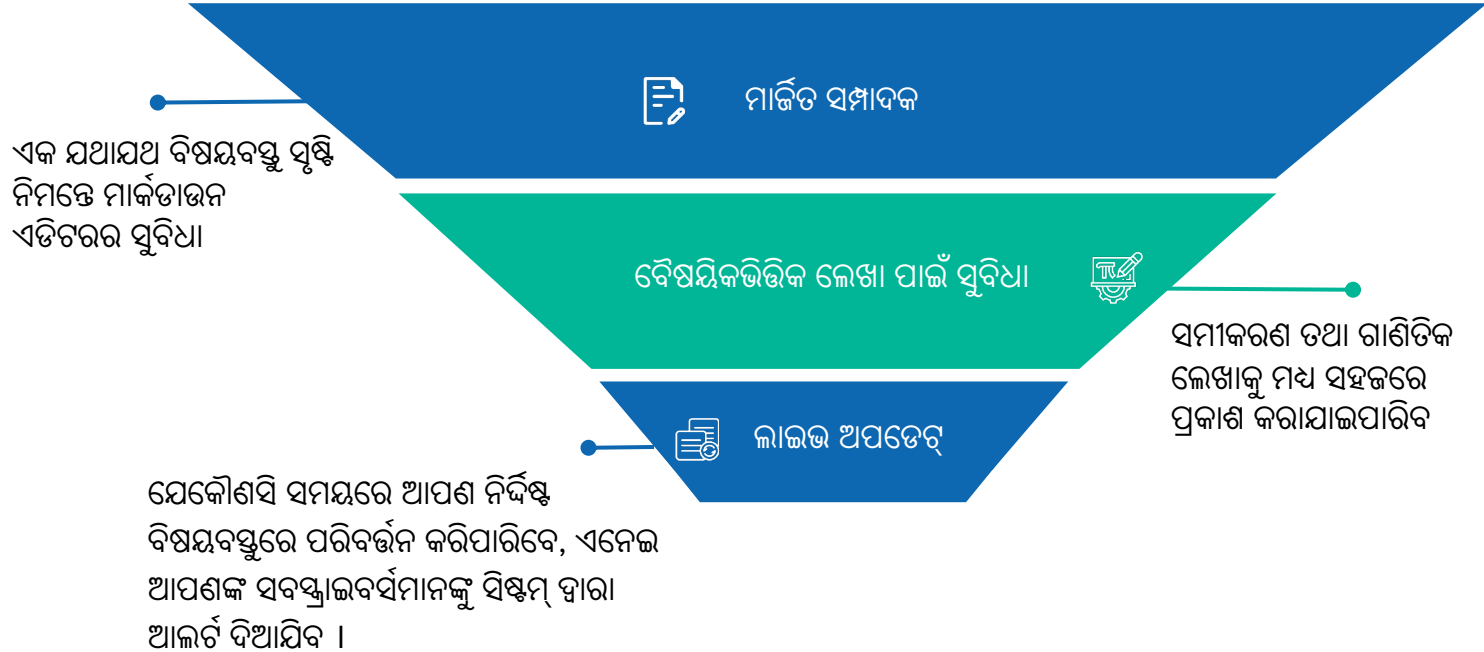 ମାର୍ଜିତ ସମ୍ପାଦକ
ଏକ ଯଥାଯଥ ବିଷୟବସ୍ତୁ ସୃଷ୍ଟି
ନିମନ୍ତେ ମାର୍କଡାଉନ
ଏଡିଟରର ସୁବିଧା
ବୈଷୟିକଭିତ୍ତିକ ଲେଖା ପାଇଁ ସୁବିଧା
ସମୀକରଣ ତଥା ଗାଣିତିକ
ଲେଖାକୁ ମଧ୍ୟ ସହଜରେ
ପ୍ରକାଶ କରାଯାଇପାରିବ
ଲାଇଭ ଅପଡେଟ୍
ଯେକୌଣସି ସମୟରେ ଆପଣ ନିର୍ଦ୍ଦିଷ୍ଟ
ବିଷୟବସ୍ତୁରେ ପରିବର୍ତ୍ତନ କରିପାରିବେ, ଏନେଇ
ଆପଣଙ୍କ ସବସ୍କ୍ରାଇବର୍ସମାନଙ୍କୁ ସିଷ୍ଟମ୍ ଦ୍ୱାରା
ଆଲର୍ଟ ଦିଆଯିବ ।